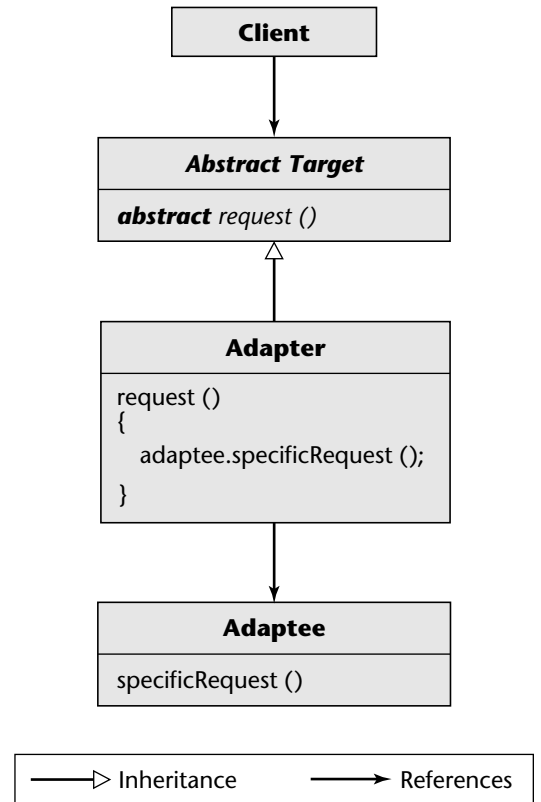 Client
Abstract Target
abstract request ()
Adapter
request ()
{
adaptee.specificRequest ();
}
Adaptee
specificRequest ()
Inheritance
References